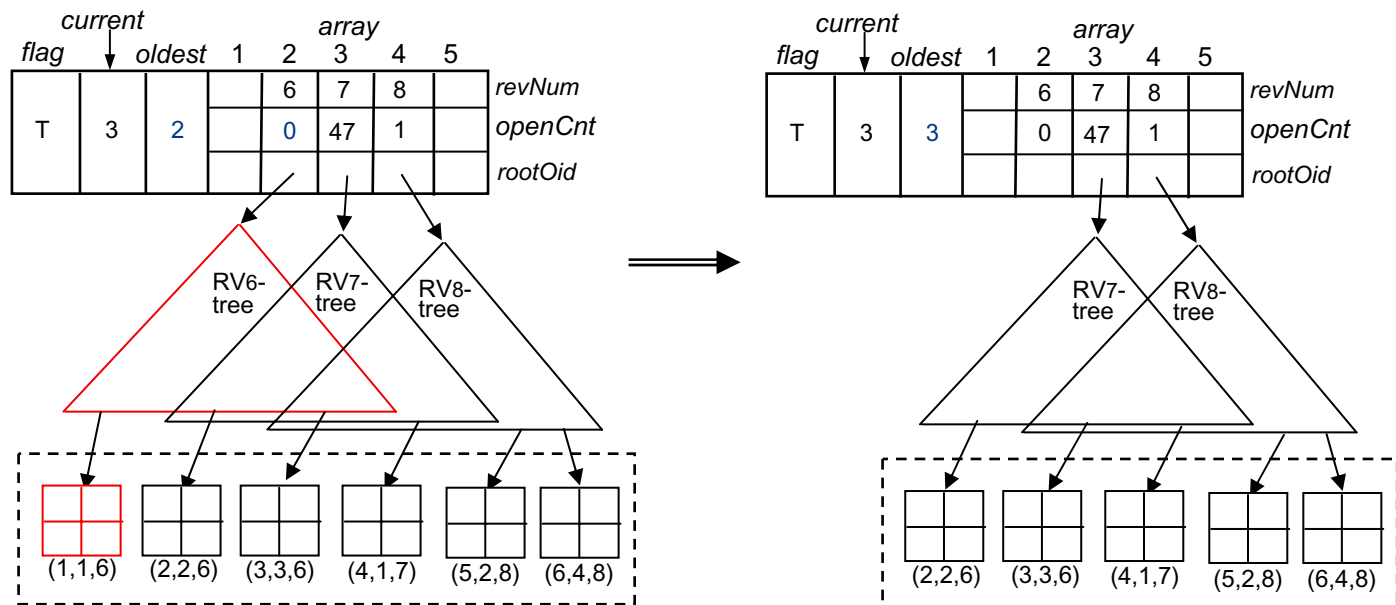 current
flag oldest array
1 2 3 4 5
T 3 2
6 7 8 revNum
0 47 1 openCnt
rootOid
RV6-
tree
RV7-
tree
RV8-
tree
(1,1,6) (2,2,6) (3,3,6) (4,1,7) (5,2,8) (6,4,8)
current
flag oldest array
1 2 3 4 5
T 3 3
6 7 8 revNum
0 47 1 openCnt
rootOid
RV7-
tree
RV8-
tree
(2,2,6) (3,3,6) (4,1,7) (5,2,8) (6,4,8)